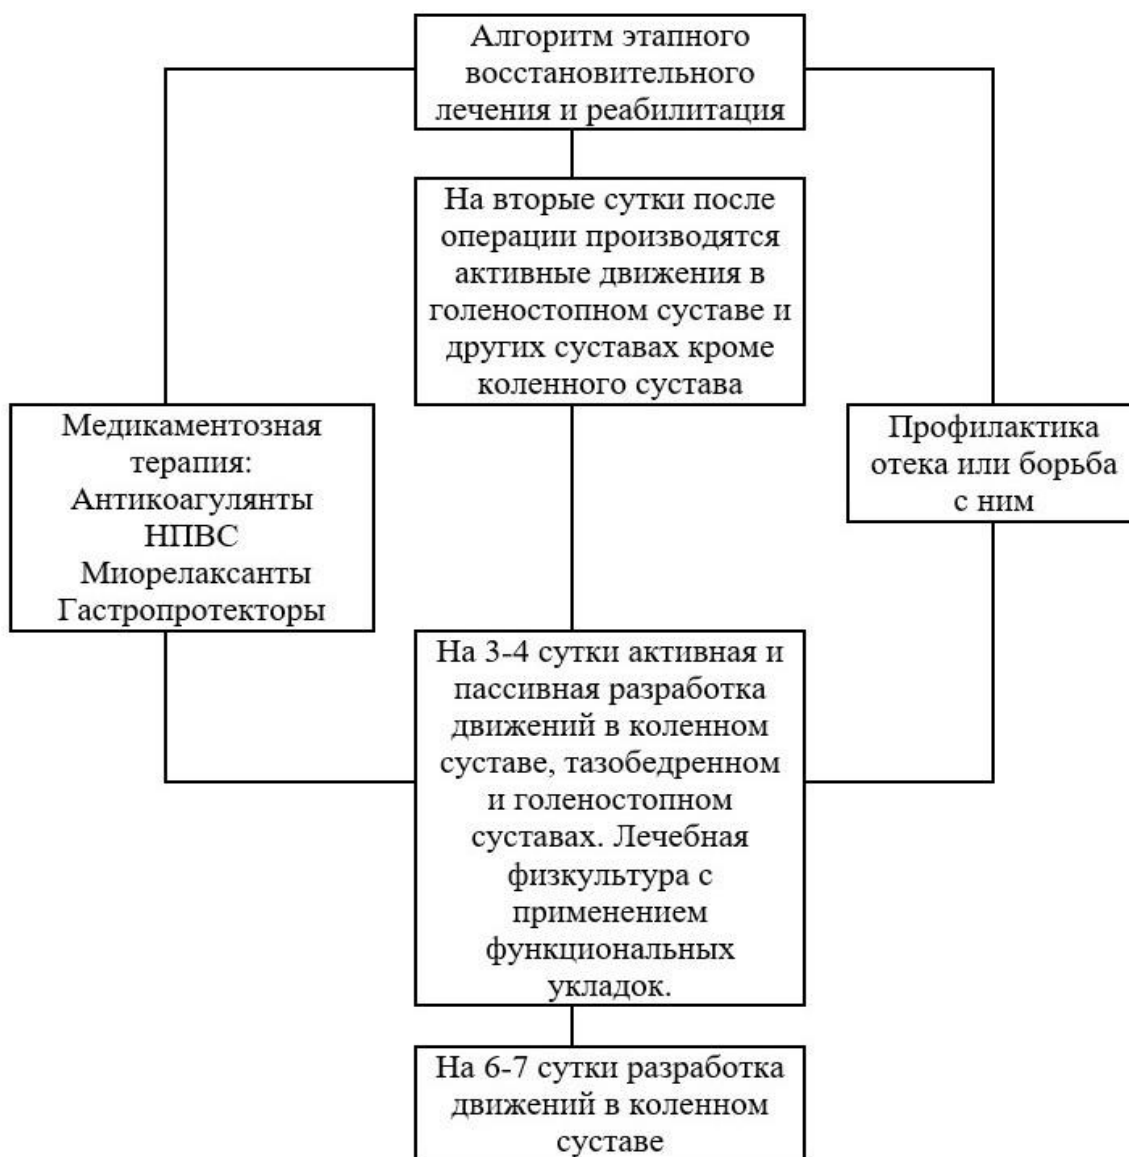 Алгоритм этапного
восстановительного
лечения и реабилитация
На вторые сутки после
операции производятся
активные движения в
голеностопном суставе и
других суставах кроме
коленного сустава
Медикаментозная
терапия:
Антикоагулянты
НПВС
Миорелаксанты
Гастропротекторы
Профилактика
отека или борьба
с ним
На 3-4 сутки активная и
пассивная разработка
движений в коленном
суставе, тазобедренном
и голеностопном
суставах. Лечебная
физкультура с
применением
функциональных
укладок.
На 6-7 сутки разработка
движений в коленном
суставе